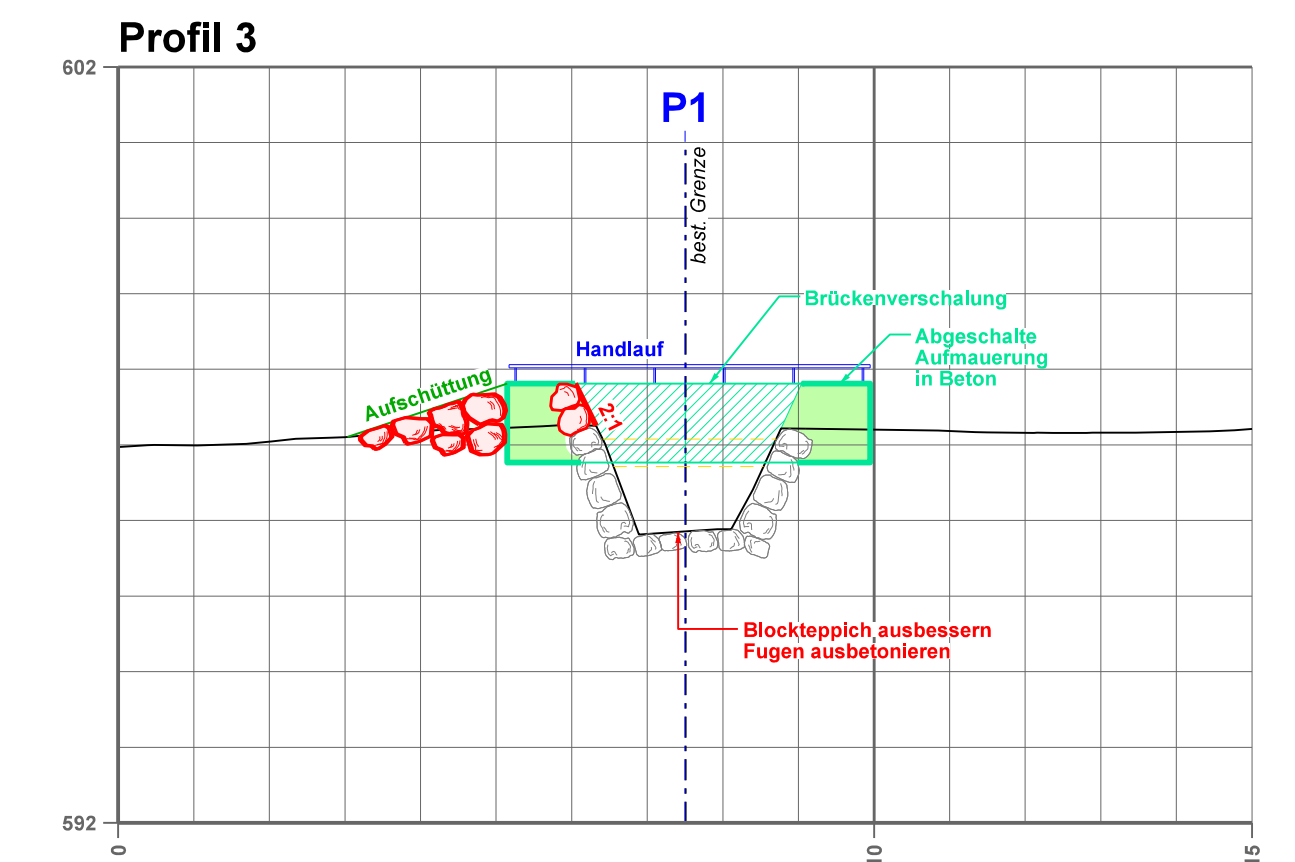 Profil 3
602
P1
best. Grenze
Brückenverschalung
Abgeschalte
Aufmauerung
in Beton
Handlauf
Aufschüttung
2:1
Blockteppich ausbessern
Fugen ausbetonieren
592
0
10
15